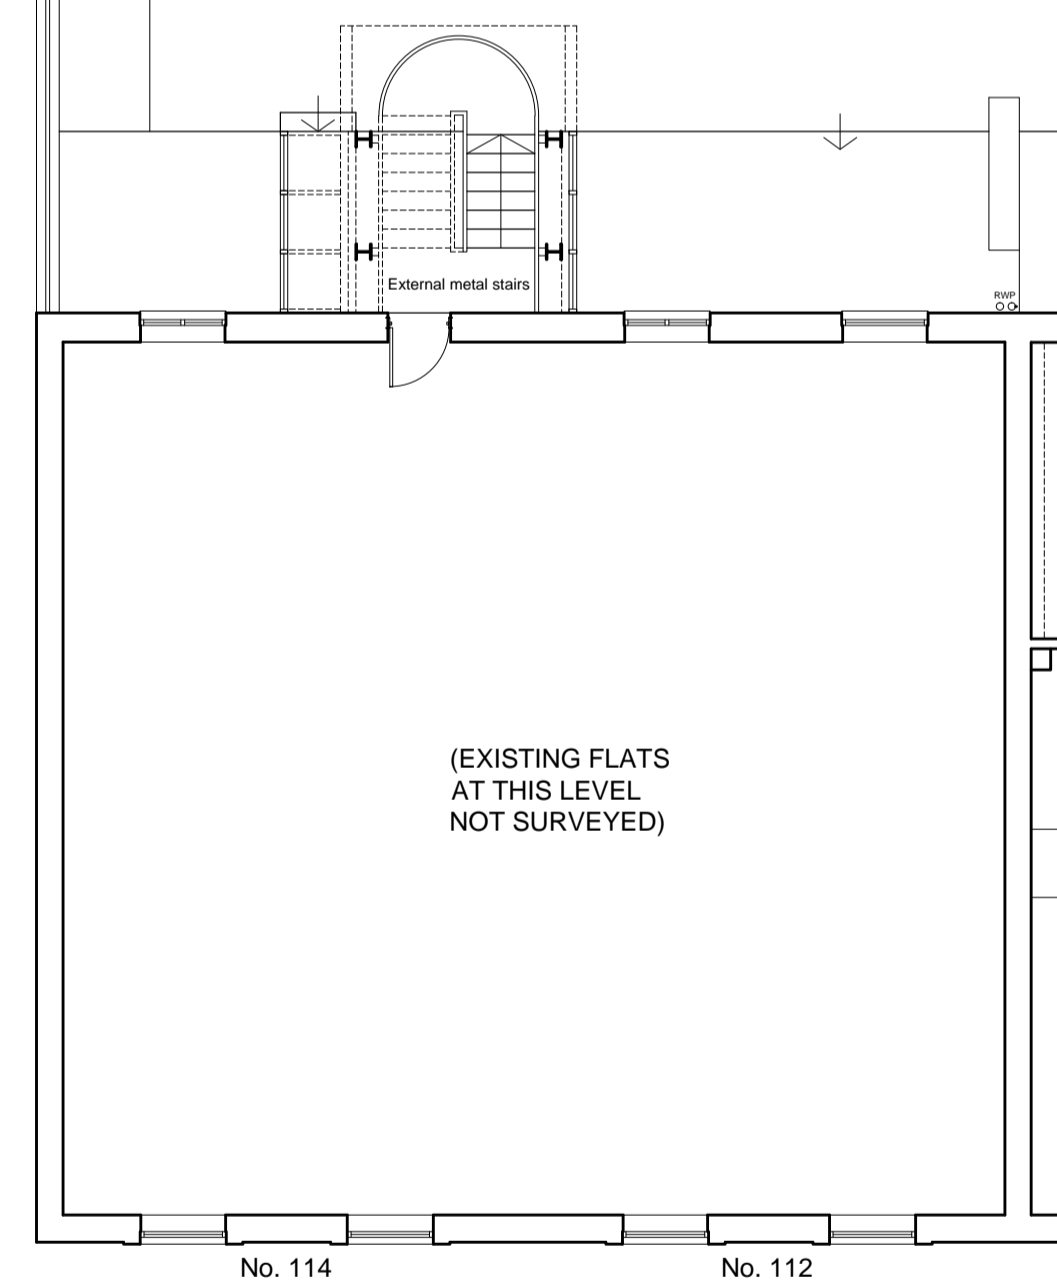 External metal stairs
RWP
(EXISTING FLATS
AT THIS LEVEL
NOT SURVEYED)
No. 114
No. 112